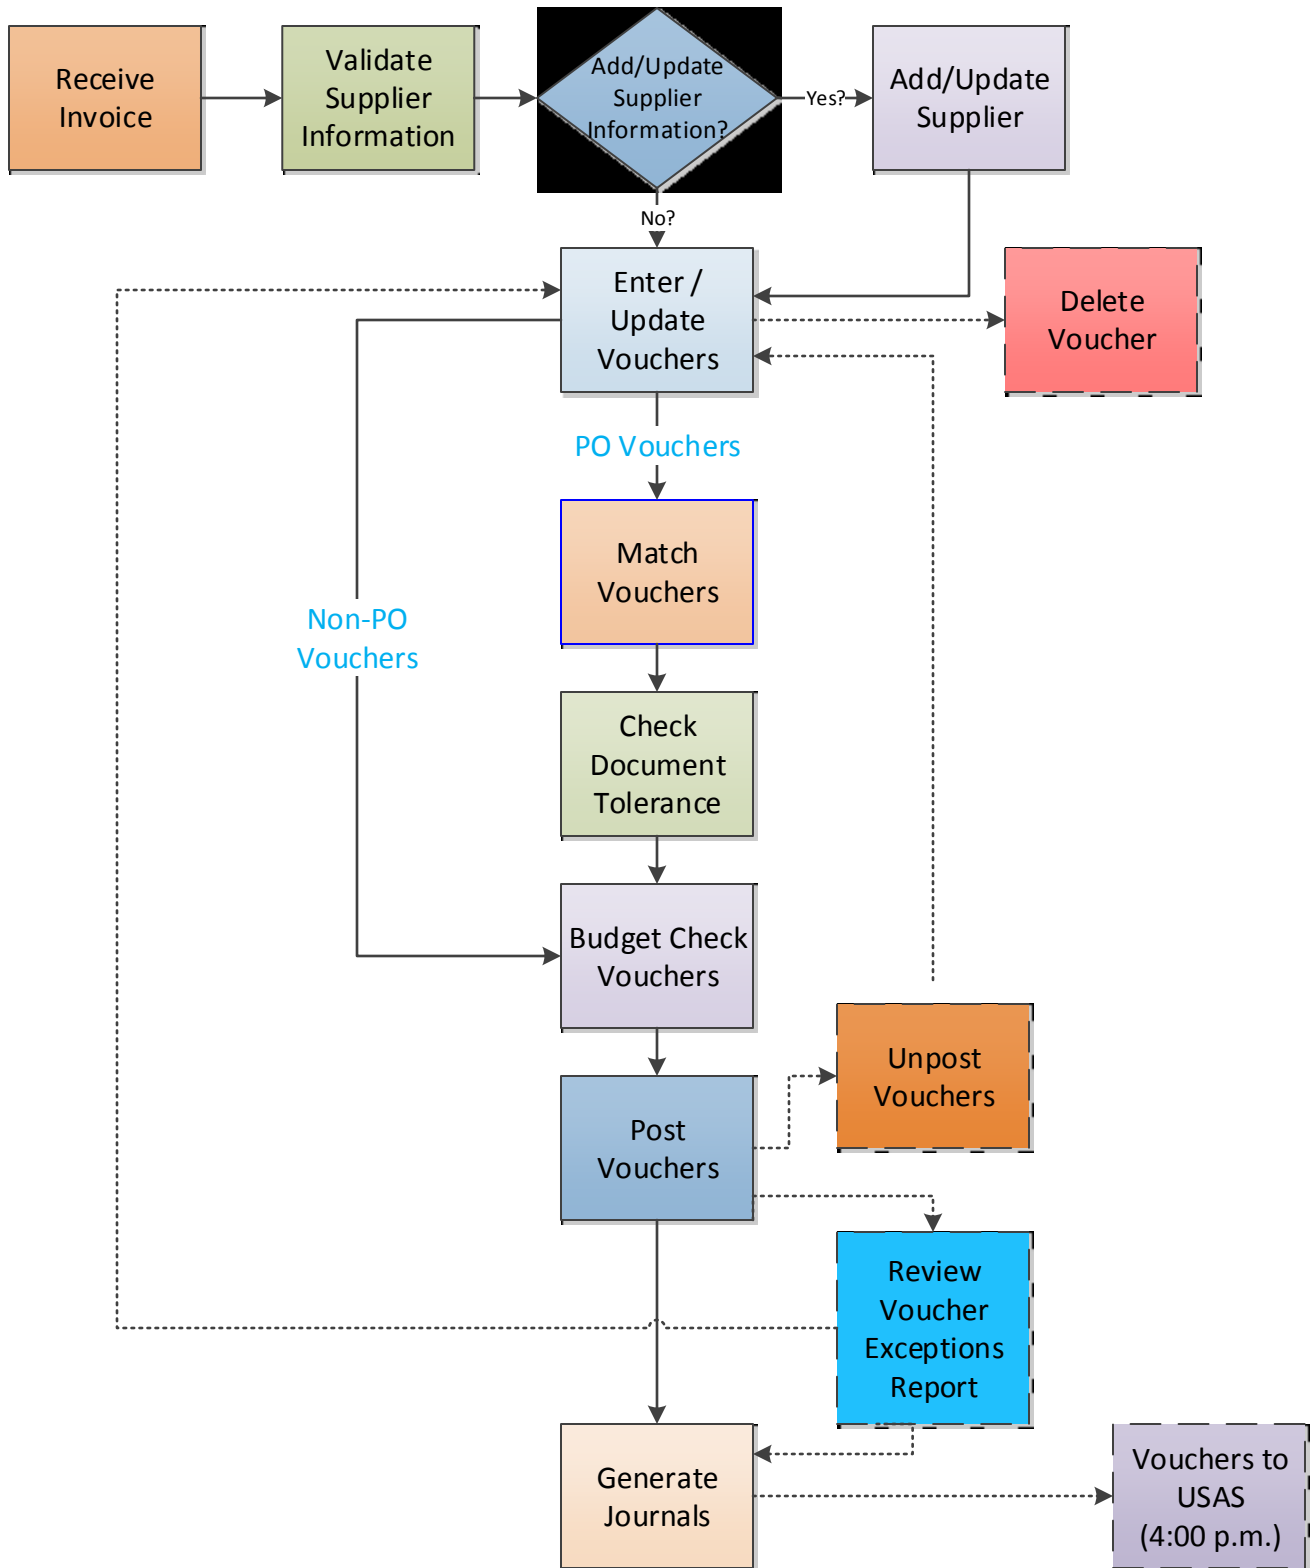 Receive
Invoice
Validate
Supplier
Information
Add/Update
Supplier
Information?
Yes?
Add/Update
Supplier
No?
Enter /
Update
Vouchers
Delete
Voucher
PO Vouchers
Match
Vouchers
Non-PO
Vouchers
Check
Document
Tolerance
Budget Check
Vouchers
Unpost
Vouchers
Post
Vouchers
Review
Voucher
Exceptions
Report
Generate
Journals
Vouchers to
USAS
(4:00 p.m.)